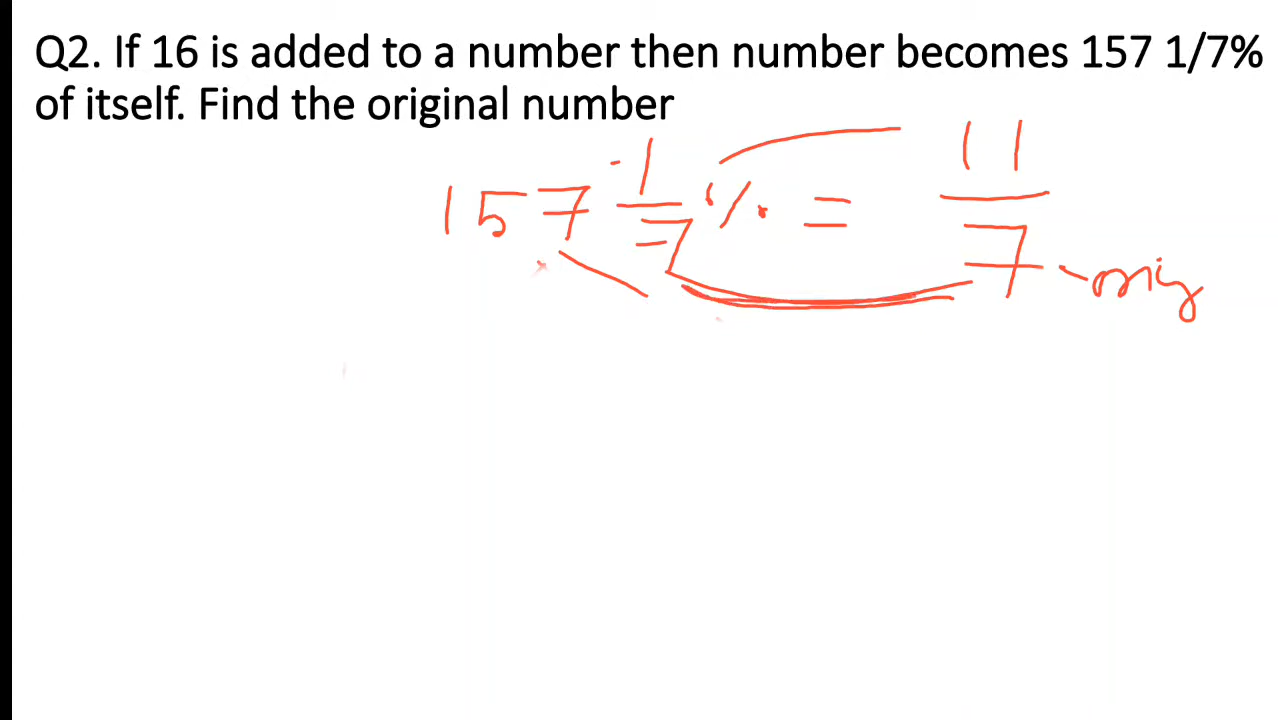 Q2. If 16 is added to a number then number becomes 157 1/7%
of itself. Find the original number
157 1/7 % = 11/7 orig